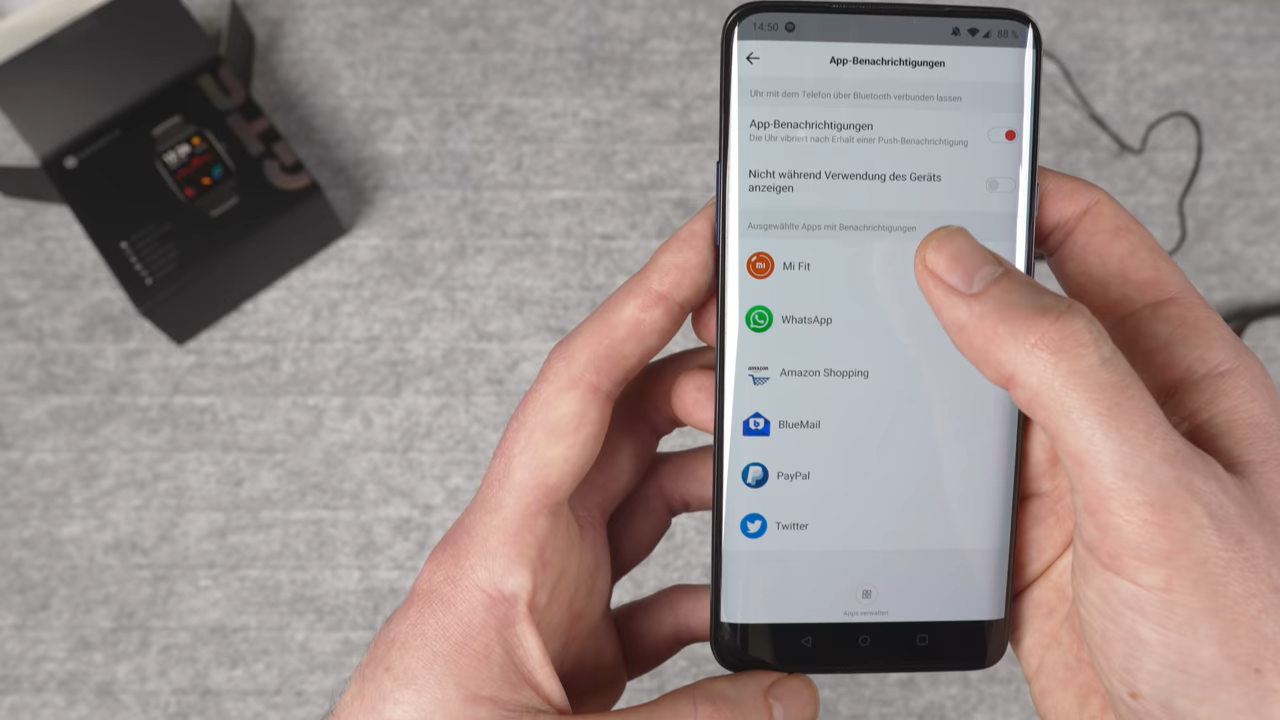 14:50
88 %
App-Benachrichtigungen
Uhr mit dem Telefon über Bluetooth verbunden lassen
App-Benachrichtigungen
Die Uhr vibriert nach Erhalt einer Push-Benachrichtigung
Nicht während Verwendung des Geräts
anzeigen
Ausgewählte Apps mit Benachrichtigungen
mi
Mi Fit
WhatsApp
amazon
Amazon Shopping
BlueMail
PayPal
Twitter
Apps verwalten